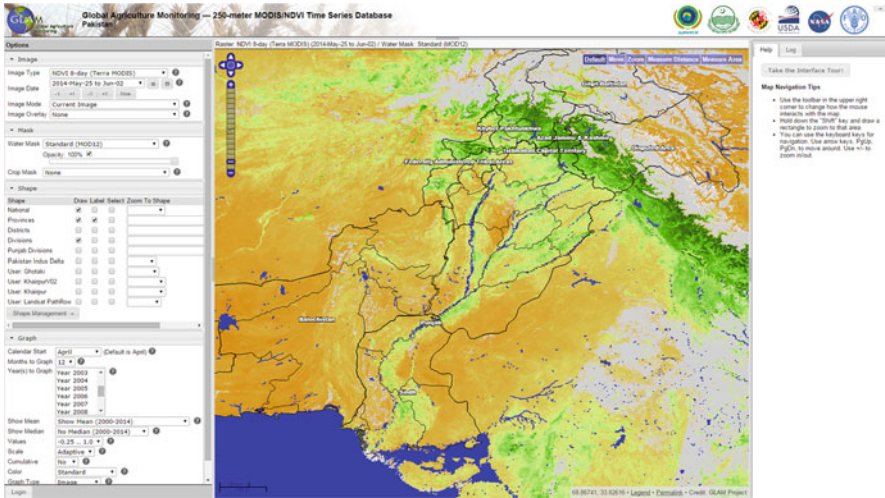 GLAM
Global Agriculture Monitoring — 250-meter MODIS/NDVI Time Series Database
Pakistan
USDA
NASA
Options
Raster: NDVI 8-day (Terra MODIS) (2014-May-25 to Jun-02) / Water Mask: Standard (MOD12)
Help Log
Image
Image Type NDVI 8-day (Terra MODIS)
Image Date 2014-May-25 to Jun-02
Image Mode Current Image
Image Overlay None
Mask
Water Mask Standard (MOD12)
Opacity: 100%
Crop Mask None
Shape
Shape Draw Label Select Zoom To Shape
National
Provinces
Districts
Divisions
Punjab Divisions
Pakistan Indus Delta
User: Ghotaki
User: KhairpurV02
User: Khairpur
User: Landsat PathRow
Shape Management →
Graph
Calendar Start April (Default is April)
Months to Graph 12
Year(s) to Graph Year 2003
Year 2004
Year 2005
Year 2006
Year 2007
Year 2008
Show Mean Show Mean (2000-2014)
Show Median No Median (2000-2014)
Values -0.25 ... 1.0
Scale Adaptive
Cumulative No
Color Standard
Graph Type Image
Login
Default Move Zoom Measure Distance Measure Area
Gilgit Baltistan
Khyber Pakhtunkhwa
Azad Jammu & Kashmir
Islamabad Capital Territory
Disputed Area
Federally Administered Tribal Areas
Balochistan
Punjab
Sindh
68.86741, 33.82616 • Legend • Permalink • Credit: GLAM Project
Take the Interface Tour!
Map Navigation Tips
• Use the toolbar in the upper right
corner to change how the mouse
interacts with the map
• Hold down the "Shift" key and draw a
rectangle to zoom to that area.
• You can use the keyboard keys for
navigation. Use arrow keys, PgUp,
PgDn, to move around. Use +/- to
zoom in/out.